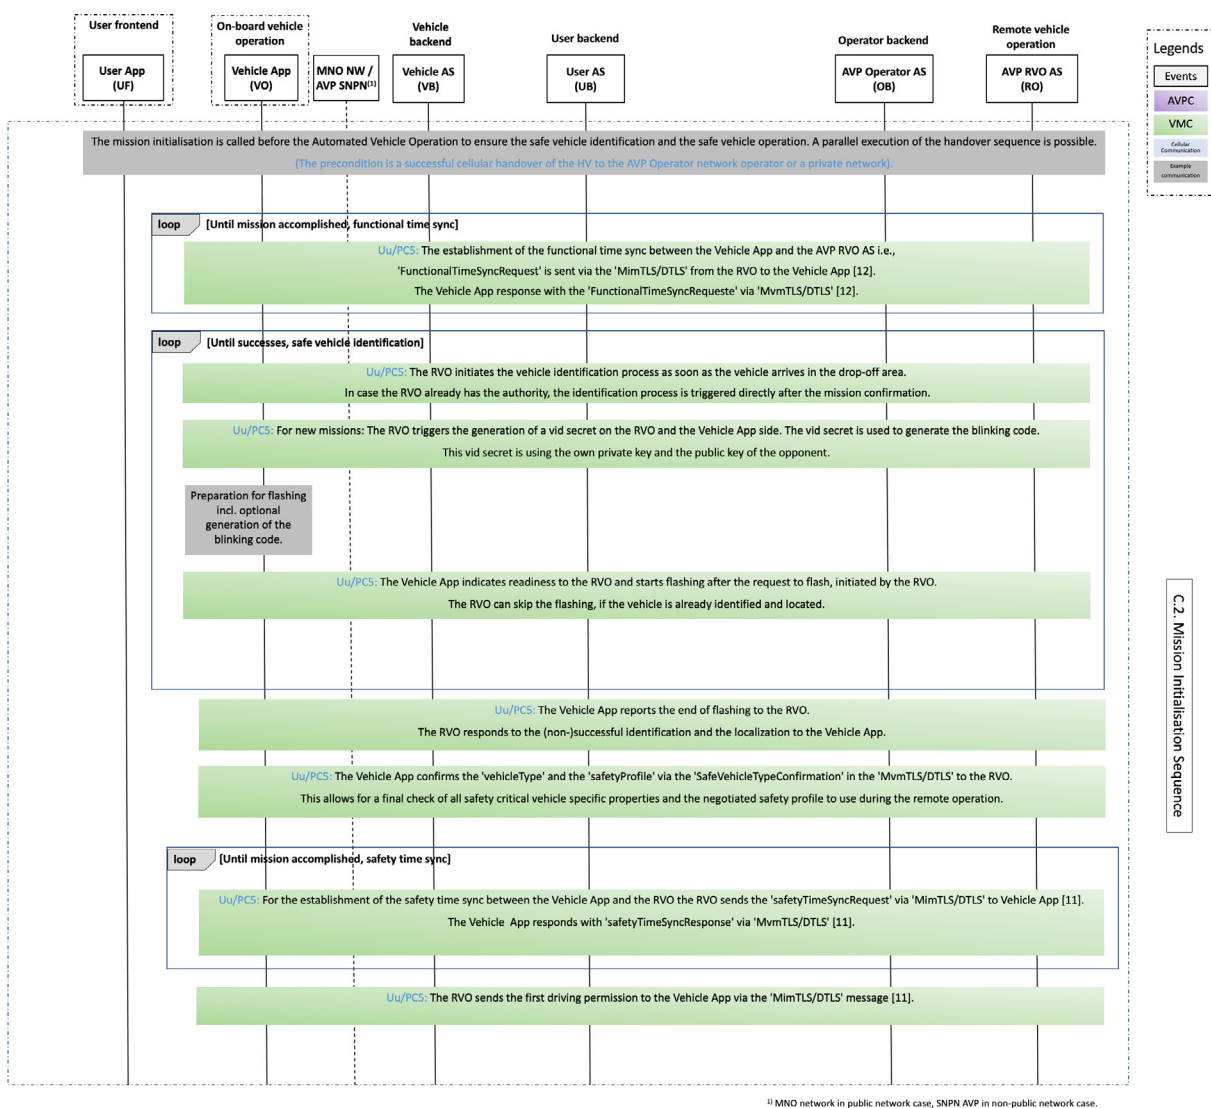 User frontend
On-board vehicle
operation
Vehicle
backend
User backend
Operator backend
Remote vehicle
operation
User App
(UF)
Vehicle App
(VO)
MNO NW /
AVP SNPN(1)
Vehicle AS
(VB)
User AS
(UB)
AVP Operator AS
(OB)
AVP RVO AS
(RO)
Legends
Events
AVPC
VMC
Cellular
Communication
Example
communication
The mission initialisation is called before the Automated Vehicle Operation to ensure the safe vehicle identification and the safe vehicle operation. A parallel execution of the handover sequence is possible.
(The precondition is a successful cellular handover of the HV to the AVP Operator network operator or a private network).
loop
[Until mission accomplished, functional time sync]
Uu/PC5: The establishment of the functional time sync between the Vehicle App and the AVP RVO AS i.e.,
'FunctionalTimeSyncRequest' is sent via the 'MimTLS/DTLS' from the RVO to the Vehicle App [12].
The Vehicle App response with the 'FunctionalTimeSyncRequeste' via 'MvmTLS/DTLS' [12].
loop
[Until successes, safe vehicle identification]
Uu/PC5: The RVO initiates the vehicle identification process as soon as the vehicle arrives in the drop-off area.
In case the RVO already has the authority, the identification process is triggered directly after the mission confirmation.
Uu/PC5: For new missions: The RVO triggers the generation of a vid secret on the RVO and the Vehicle App side. The vid secret is used to generate the blinking code.
This vid secret is using the own private key and the public key of the opponent.
Preparation for flashing
incl. optional
generation of the
blinking code.
Uu/PC5: The Vehicle App indicates readiness to the RVO and starts flashing after the request to flash, initiated by the RVO.
The RVO can skip the flashing, if the vehicle is already identified and located.
C.2. Mission Initialisation Sequence
Uu/PC5: The Vehicle App reports the end of flashing to the RVO.
The RVO responds to the (non-)successful identification and the localization to the Vehicle App.
Uu/PC5: The Vehicle App confirms the 'vehicleType' and the 'safetyProfile' via the 'SafeVehicleTypeConfirmation' in the 'MvmTLS/DTLS' to the RVO.
This allows for a final check of all safety critical vehicle specific properties and the negotiated safety profile to use during the remote operation.
loop
[Until mission accomplished, safety time sync]
Uu/PC5: For the establishment of the safety time sync between the Vehicle App and the RVO the RVO sends the 'safetyTimeSyncRequest' via 'MimTLS/DTLS' to Vehicle App [11].
The Vehicle App responds with 'safetyTimeSyncResponse' via 'MvmTLS/DTLS' [11].
Uu/PC5: The RVO sends the first driving permission to the Vehicle App via the 'MimTLS/DTLS' message [11].
1) MNO network in public network case, SNPN AVP in non-public network case.